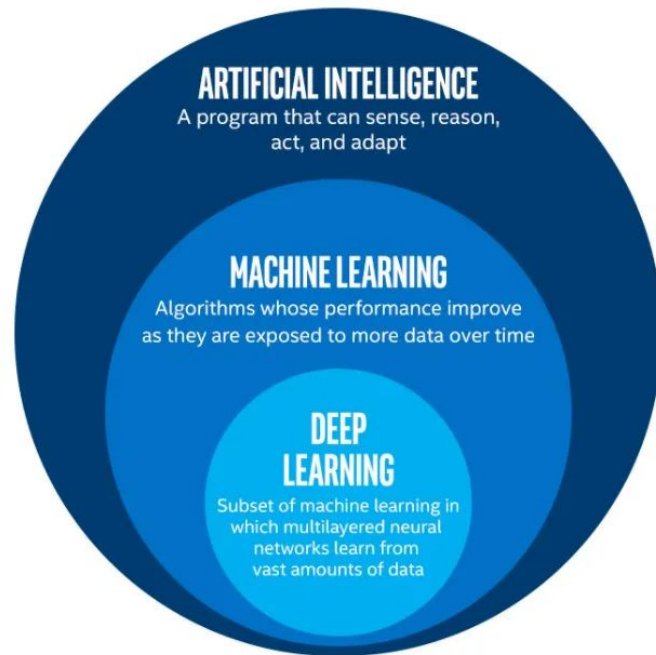 ARTIFICIAL INTELLIGENCE
A program that can sense, reason,
act, and adapt
MACHINE LEARNING
Algorithms whose performance improve
as they are exposed to more data over time
DEEP
LEARNING
Subset of machine learning in
which multilayered neural
networks learn from
vast amounts of data